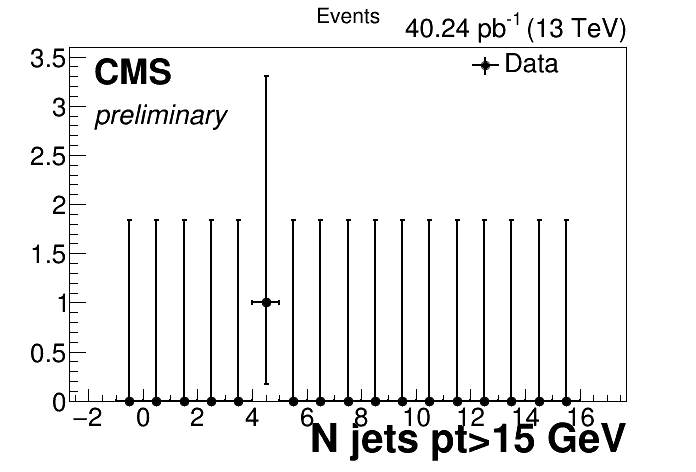 Events
40.24 pb-1 (13 TeV)
CMS
preliminary
Data
3.5
3
2.5
2
1.5
1
0.5
0
−2 0 2 4 6 8 10 12 14 16
N jets pt>15 GeV